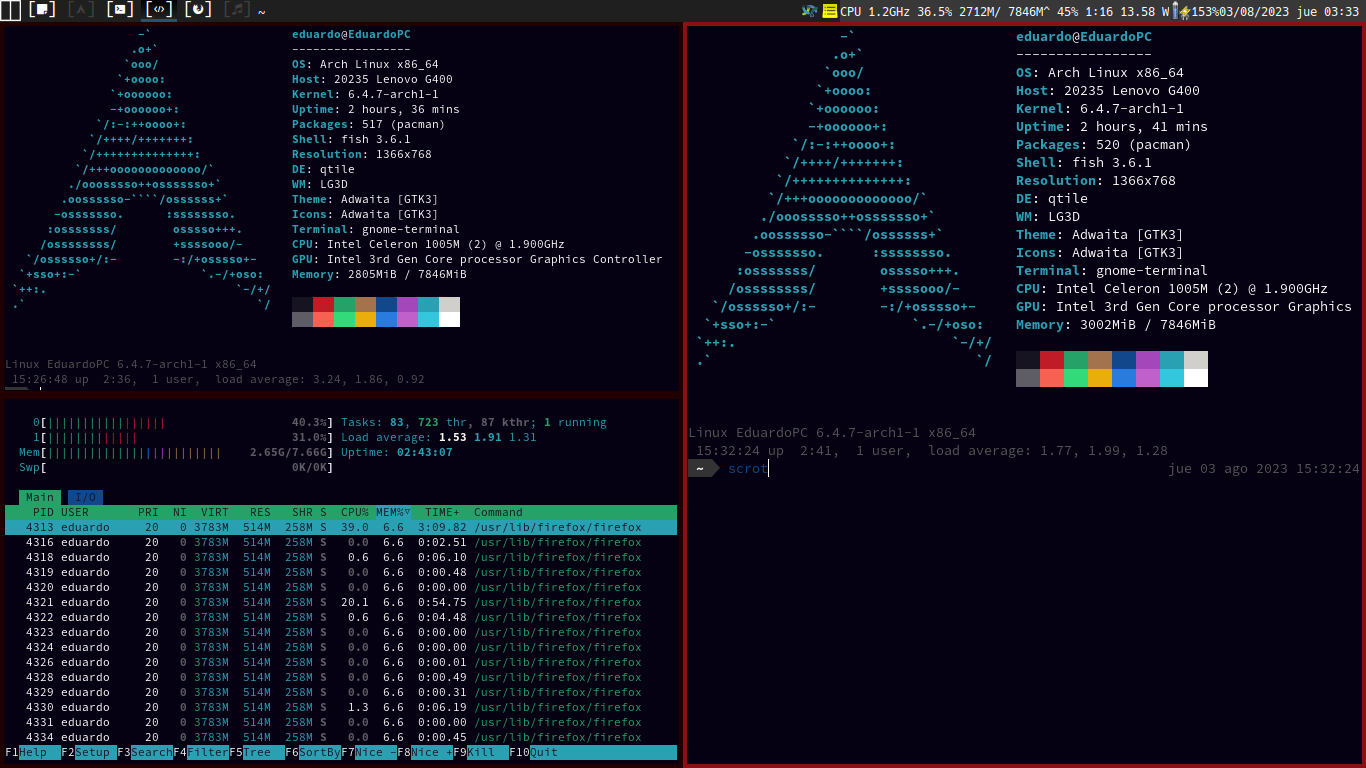 ~ CPU 1.2GHz 36.5% 2712M/ 7846M^ 45% 1:16 13.58 W 153%03/08/2023 jue 03:33
eduardo@EduardoPC
-----------------
OS: Arch Linux x86_64
Host: 20235 Lenovo G400
Kernel: 6.4.7-arch1-1
Uptime: 2 hours, 36 mins
Packages: 517 (pacman)
Shell: fish 3.6.1
Resolution: 1366x768
DE: qtile
WM: LG3D
Theme: Adwaita [GTK3]
Icons: Adwaita [GTK3]
Terminal: gnome-terminal
CPU: Intel Celeron 1005M (2) @ 1.900GHz
GPU: Intel 3rd Gen Core processor Graphics Controller
Memory: 2805MiB / 7846MiB
Linux EduardoPC 6.4.7-arch1-1 x86_64
15:26:48 up  2:36,  1 user,  load average: 3.24, 1.86, 0.92
0[|||||||||||||||||| 40.3%] Tasks: 83, 723 thr, 87 kthr; 1 running
1[|||||||||||||| 31.0%] Load average: 1.53 1.91 1.31
Mem[||||||||||||||||||||||||| 2.65G/7.66G] Uptime: 02:43:07
Swp[ 0K/0K]
Main I/O
PID USER PRI NI VIRT RES SHR S CPU% MEM%▽ TIME+ Command
4313 eduardo 20 0 3783M 514M 258M S 39.0 6.6 3:09.82 /usr/lib/firefox/firefox
4316 eduardo 20 0 3783M 514M 258M S 0.0 6.6 0:02.51 /usr/lib/firefox/firefox
4318 eduardo 20 0 3783M 514M 258M S 0.6 6.6 0:06.10 /usr/lib/firefox/firefox
4319 eduardo 20 0 3783M 514M 258M S 0.0 6.6 0:00.48 /usr/lib/firefox/firefox
4320 eduardo 20 0 3783M 514M 258M S 0.0 6.6 0:00.00 /usr/lib/firefox/firefox
4321 eduardo 20 0 3783M 514M 258M S 20.1 6.6 0:54.75 /usr/lib/firefox/firefox
4322 eduardo 20 0 3783M 514M 258M S 0.6 6.6 0:04.48 /usr/lib/firefox/firefox
4323 eduardo 20 0 3783M 514M 258M S 0.0 6.6 0:00.00 /usr/lib/firefox/firefox
4324 eduardo 20 0 3783M 514M 258M S 0.0 6.6 0:00.00 /usr/lib/firefox/firefox
4326 eduardo 20 0 3783M 514M 258M S 0.0 6.6 0:00.01 /usr/lib/firefox/firefox
4328 eduardo 20 0 3783M 514M 258M S 0.0 6.6 0:00.49 /usr/lib/firefox/firefox
4329 eduardo 20 0 3783M 514M 258M S 0.0 6.6 0:00.31 /usr/lib/firefox/firefox
4330 eduardo 20 0 3783M 514M 258M S 1.3 6.6 0:06.19 /usr/lib/firefox/firefox
4331 eduardo 20 0 3783M 514M 258M S 0.0 6.6 0:00.00 /usr/lib/firefox/firefox
4334 eduardo 20 0 3783M 514M 258M S 0.0 6.6 0:00.45 /usr/lib/firefox/firefox
F1Help F2Setup F3SearchF4FilterF5Tree F6SortByF7Nice -F8Nice +F9Kill F10Quit
eduardo@EduardoPC
-----------------
OS: Arch Linux x86_64
Host: 20235 Lenovo G400
Kernel: 6.4.7-arch1-1
Uptime: 2 hours, 41 mins
Packages: 520 (pacman)
Shell: fish 3.6.1
Resolution: 1366x768
DE: qtile
WM: LG3D
Theme: Adwaita [GTK3]
Icons: Adwaita [GTK3]
Terminal: gnome-terminal
CPU: Intel Celeron 1005M (2) @ 1.900GHz
GPU: Intel 3rd Gen Core processor Graphics
Memory: 3002MiB / 7846MiB
Linux EduardoPC 6.4.7-arch1-1 x86_64
15:32:24 up  2:41,  1 user,  load average: 1.77, 1.99, 1.28
~ scrot jue 03 ago 2023 15:32:24